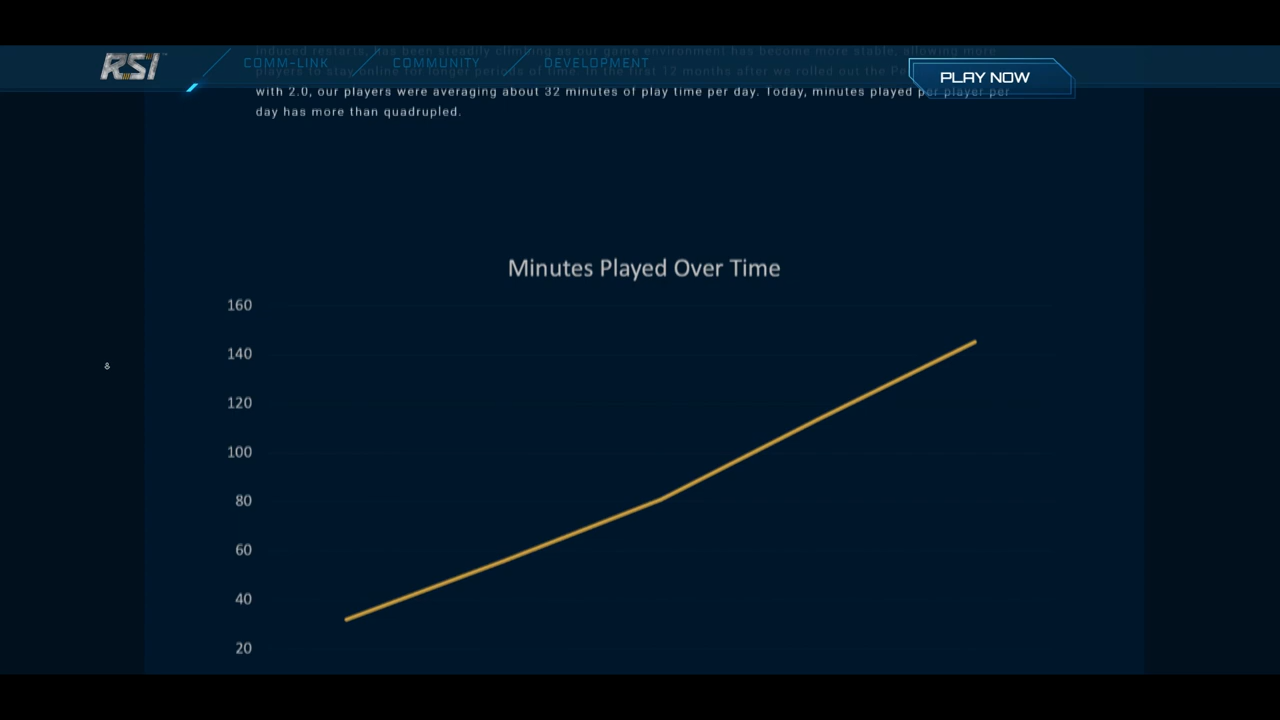 induced restarts, has been steadily climbing as our game environment has become more stable, allowing more
RSI
COMM-LINK
COMMUNITY
DEVELOPMENT
PLAY NOW
players to stay online for longer periods of time. In the first 12 months after we rolled out the
with 2.0, our players were averaging about 32 minutes of play time per day. Today, minutes played per player per
day has more than quadrupled.
Minutes Played Over Time
160
140
120
100
80
60
40
20